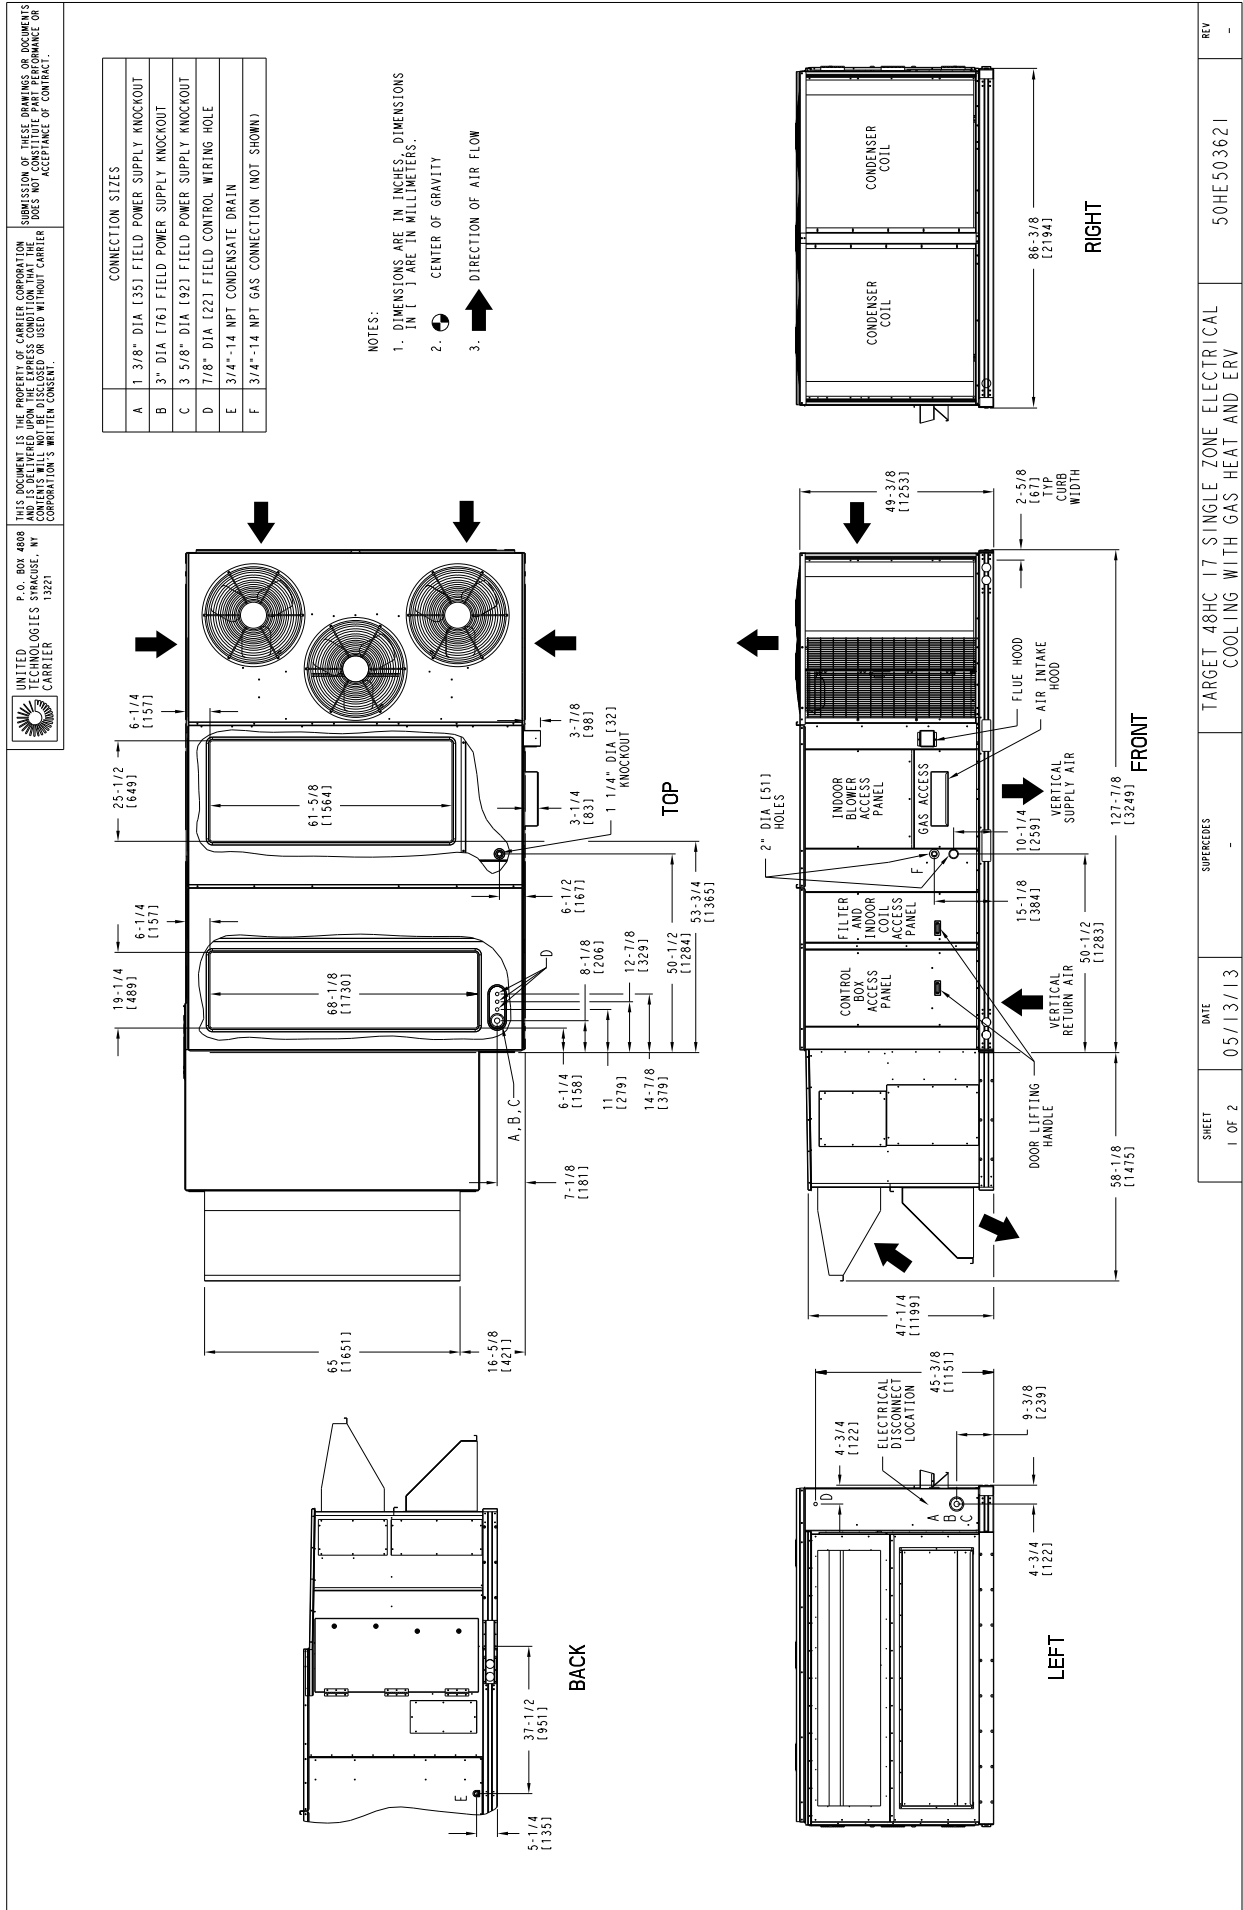 UNITED
TECHNOLOGIES
CARRIER
P.O. BOX 4808
SYRACUSE, NY
13221
THIS DOCUMENT IS THE PROPERTY OF CARRIER CORPORATION
AND IS DELIVERED UPON THE EXPRESS CONDITION THAT THE
CONTENTS WILL NOT BE DISCLOSED OR USED WITHOUT CARRIER
CORPORATION'S WRITTEN CONSENT.
SUBMISSION OF THESE DRAWINGS OR DOCUMENTS
DOES NOT CONSTITUTE PART PERFORMANCE OR
ACCEPTANCE OF CONTRACT.
CONNECTION SIZES
A 1 3/8" DIA [35] FIELD POWER SUPPLY KNOCKOUT
B 3" DIA [76] FIELD POWER SUPPLY KNOCKOUT
C 3 5/8" DIA [92] FIELD POWER SUPPLY KNOCKOUT
D 7/8" DIA [22] FIELD CONTROL WIRING HOLE
E 3/4"-14 NPT CONDENSATE DRAIN
F 3/4"-14 NPT GAS CONNECTION (NOT SHOWN)
NOTES:
1. DIMENSIONS ARE IN INCHES, DIMENSIONS
IN [ ] ARE IN MILLIMETERS.
2. CENTER OF GRAVITY
3. DIRECTION OF AIR FLOW
19-1/4
[489]
6-1/4
[157]
25-1/2
[649]
6-1/4
[157]
68-1/8
[1730]
61-5/8
[1564]
65
[1651]
16-5/8
[421]
7-1/8
[181]
A,B,C
6-1/4
[158]
11
[279]
14-7/8
[379]
D
8-1/8
[206]
12-7/8
[329]
6-1/2
[167]
50-1/2
[1284]
53-3/4
[1365]
3-1/4
[83]
3-7/8
[98]
1 1/4" DIA [32]
KNOCKOUT
TOP
E
5-1/4
[135]
37-1/2
[951]
BACK
4-3/4
[122]
ELECTRICAL
DISCONNECT
LOCATION
45-3/8
[1151]
9-3/8
[239]
D
A
B
C
4-3/4
[122]
LEFT
47-1/4
[1199]
58-1/8
[1475]
DOOR LIFTING
HANDLE
CONTROL
BOX
ACCESS
PANEL
FILTER
AND
INDOOR
COIL
ACCESS
PANEL
2" DIA [51]
HOLES
F
INDOOR
BLOWER
ACCESS
PANEL
GAS ACCESS
VERTICAL
RETURN AIR
50-1/2
[1283]
15-1/8
[384]
10-1/4
[259]
VERTICAL
SUPPLY AIR
127-7/8
[3249]
FLUE HOOD
AIR INTAKE
HOOD
49-3/8
[1253]
2-5/8
[67]
TYP
CURB
WIDTH
FRONT
CONDENSER
COIL
CONDENSER
COIL
86-3/8
[2194]
RIGHT
SHEET
1 OF 2
DATE
05/13/13
SUPERCEDES
-
TARGET 48HC 17 SINGLE ZONE ELECTRICAL
COOLING WITH GAS HEAT AND ERV
50HE503621
REV
-